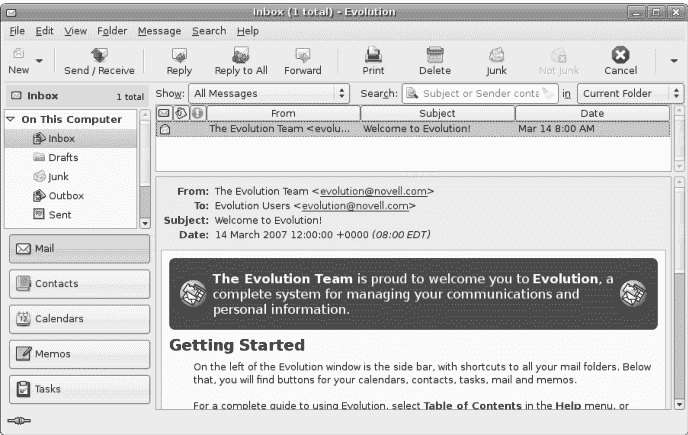 Inbox (1 total) - Evolution
File Edit View Folder Message Search Help
New Send / Receive Reply Reply to All Forward Print Delete Junk Not Junk Cancel
Inbox 1 total Show: All Messages Search: Subject or Sender conta in Current Folder
On This Computer
Inbox
Drafts
Junk
Outbox
Sent
Mail
Contacts
Calendars
Memos
Tasks
From Subject Date
The Evolution Team <evolu... Welcome to Evolution! Mar 14 8:00 AM
From: The Evolution Team <evolution@novell.com>
To: Evolution Users <evolution@novell.com>
Subject: Welcome to Evolution!
Date: 14 March 2007 12:00:00 +0000 (08:00 EDT)
The Evolution Team is proud to welcome you to Evolution, a
complete system for managing your communications and
personal information.
Getting Started
On the left of the Evolution window is the side bar, with shortcuts to all your mail folders. Below
that, you will find buttons for your calendars, contacts, tasks, mail and memos.
For a complete guide to using Evolution, select Table of Contents in the Help menu, or